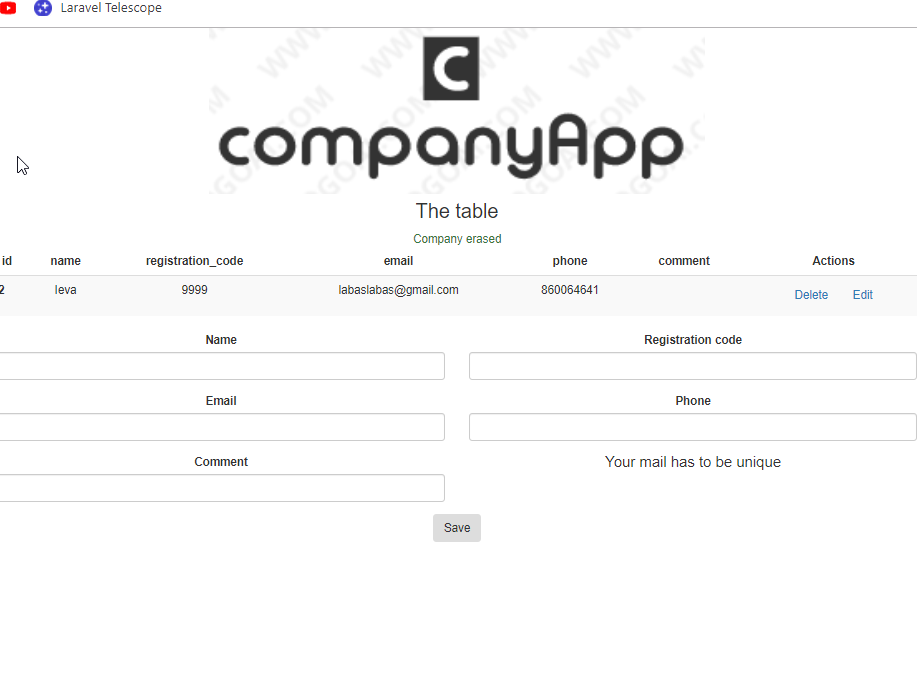 Laravel Telescope
C
companyApp
The table
Company erased
id name registration_code email phone comment Actions
2 Ieva 9999 labaslabas@gmail.com 860064641 Delete Edit
Name Registration code
Email Phone
Comment Your mail has to be unique
Save